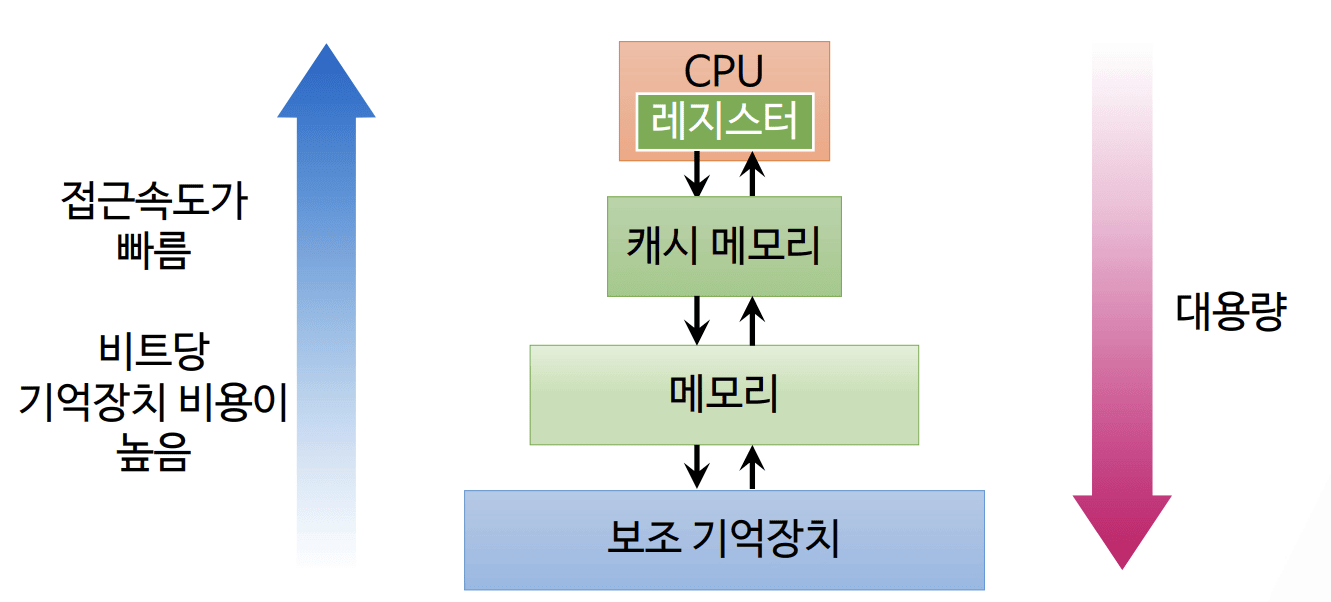 CPU
레지스터
접근속도가
빠름
캐시 메모리
대용량
비트당
기억장치 비용이
높음
메모리
보조 기억장치